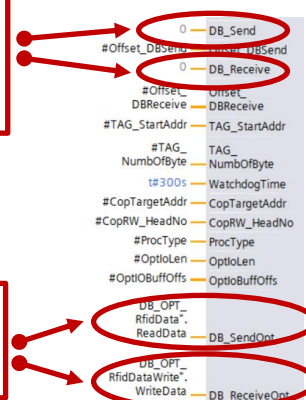 0 DB_Send
#Offset_DBSend Offset_DBSend
0 DB_Receive
#Offset_ Offset_
DBReceive DBReceive
#TAG_StartAddr TAG_StartAddr
#TAG_ TAG_
NumbOfByte NumbOfByte
t#300s WatchdogTime
#CopTargetAddr CopTargetAddr
#CopRW_HeadNo CopRW_HeadNo
#ProcType ProcType
#OptIoLen OptIoLen
#OptIOBuffOffs OptIOBuffOffs
DB_OPT_
RfidData".
ReadData DB_SendOpt
DB_OPT_
RfidDataWrite".
WriteData DB_ReceiveOpt